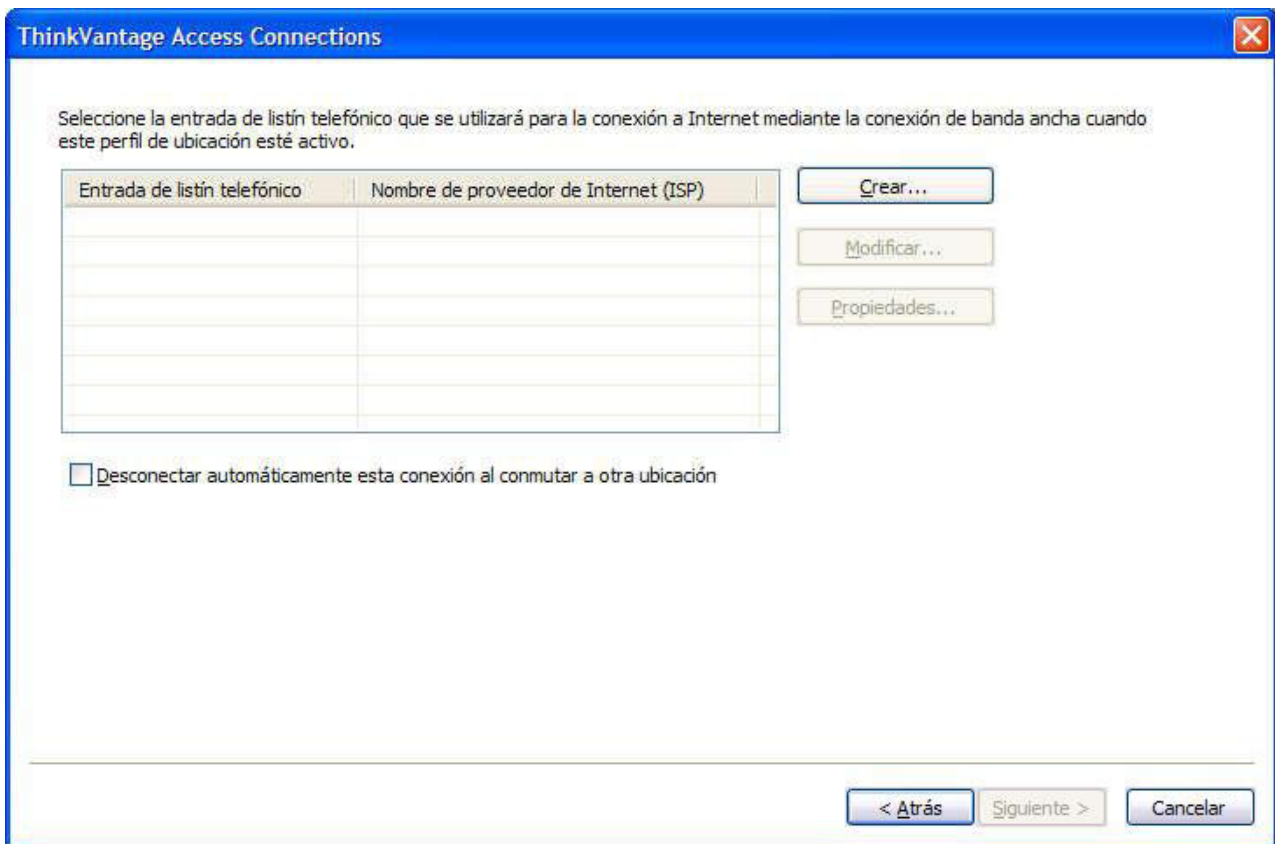 ThinkVantage Access Connections
Seleccione la entrada de listín telefónico que se utilizará para la conexión a Internet mediante la conexión de banda ancha cuando
este perfil de ubicación esté activo.
Entrada de listín telefónico Nombre de proveedor de Internet (ISP)
Crear...
Modificar...
Propiedades...
Desconectar automáticamente esta conexión al conmutar a otra ubicación
< Atrás Siguiente > Cancelar